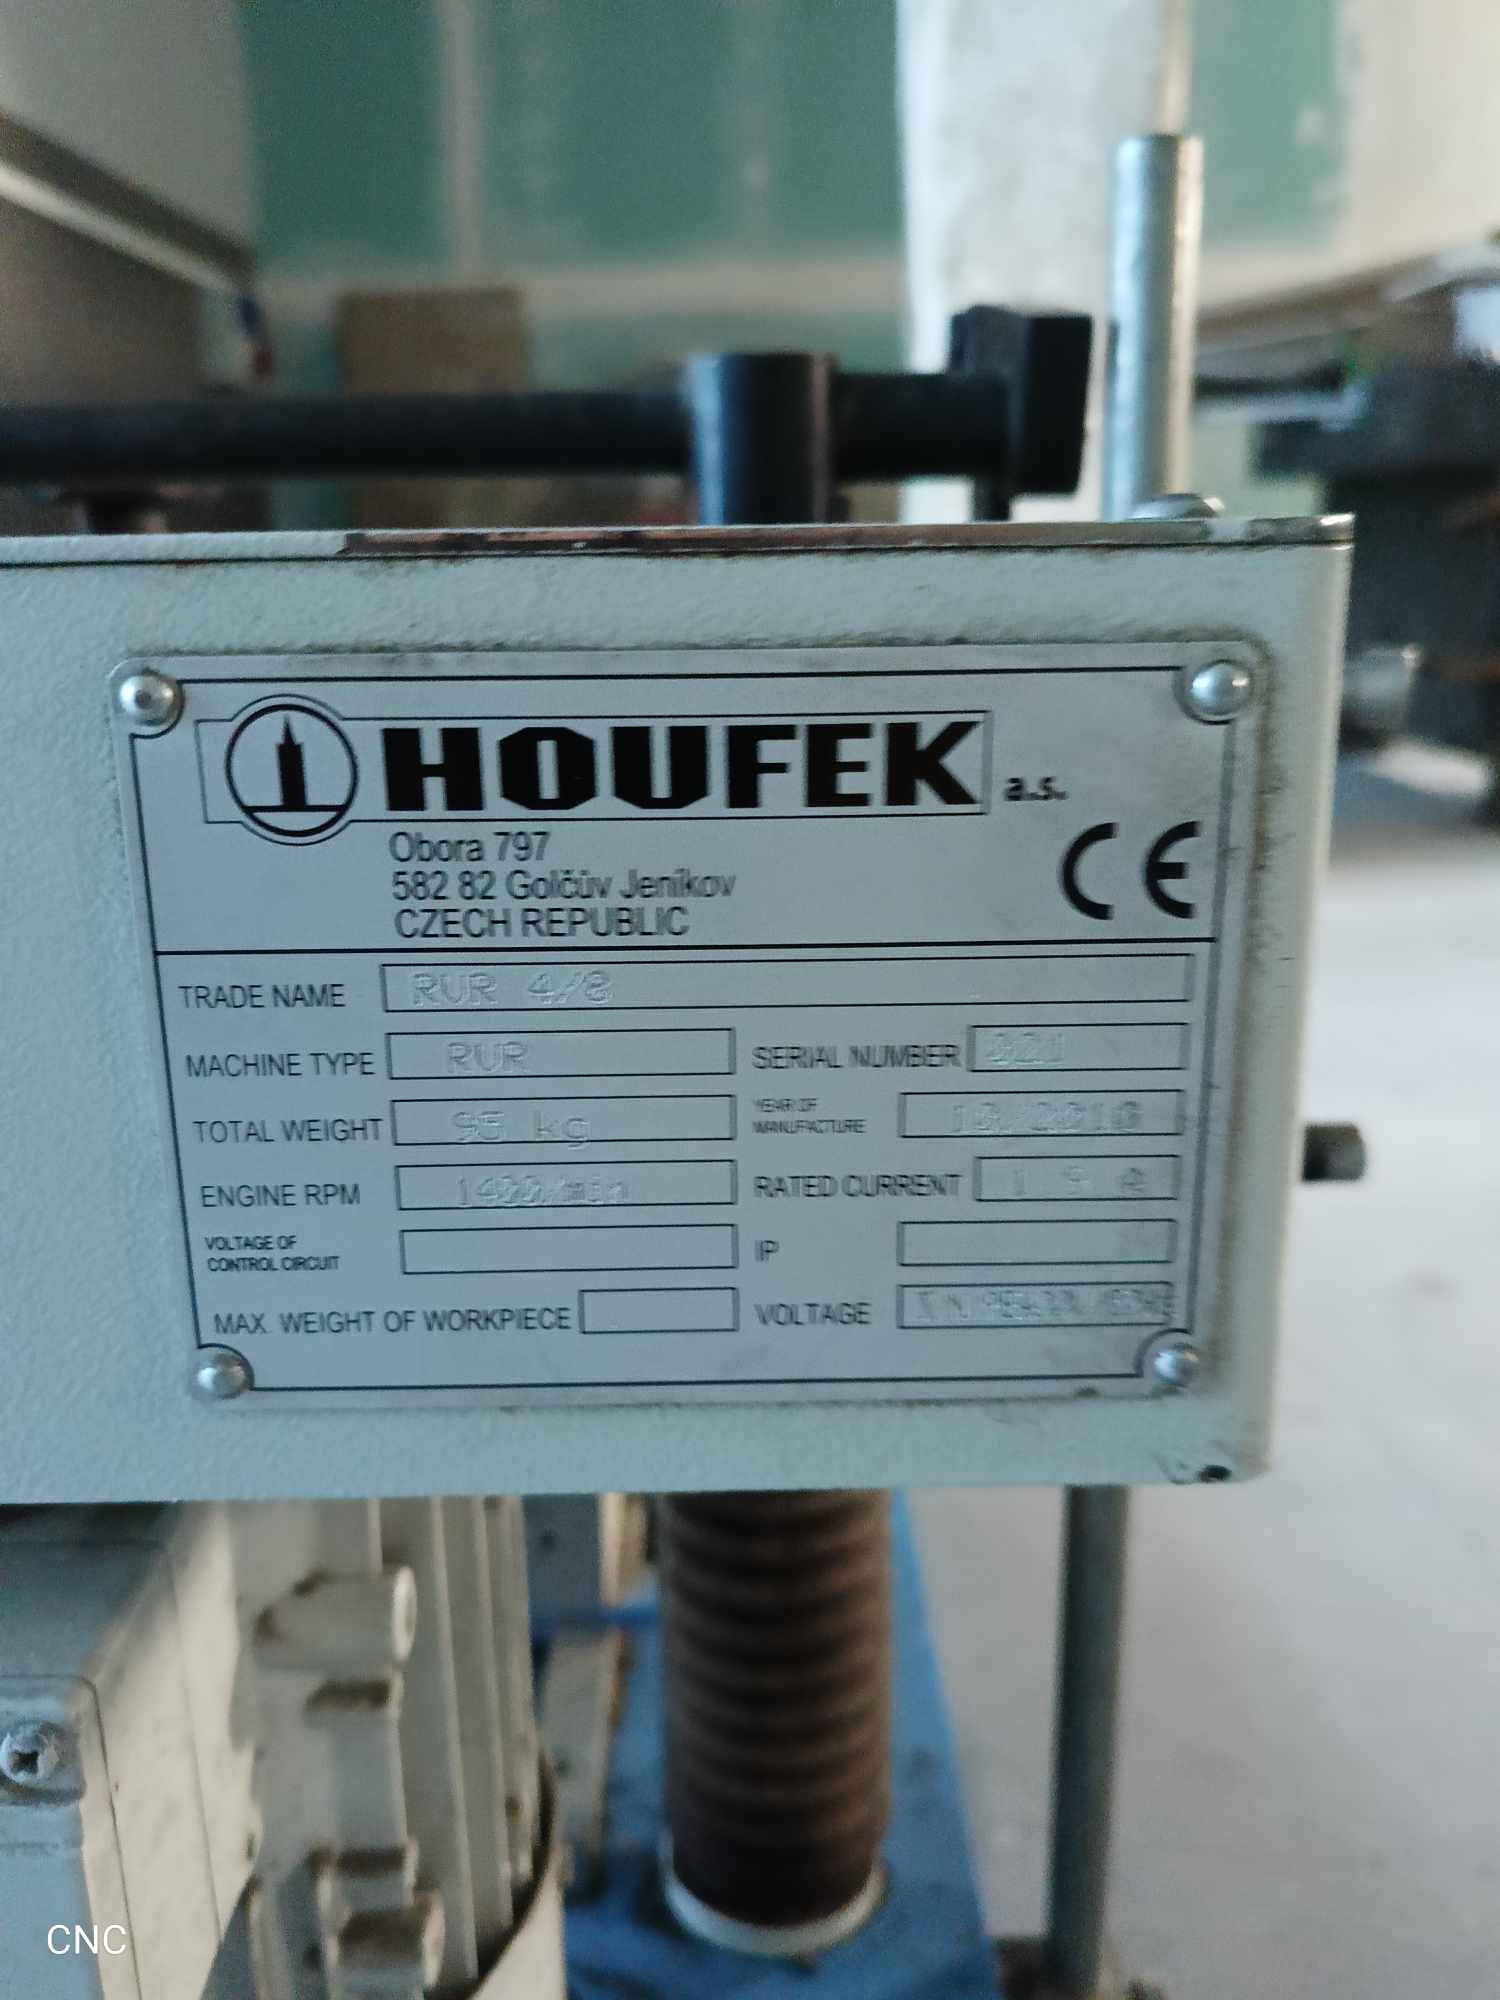 HOUFEK a.s.
Obora 797
582 82 Golčův Jeníkov
CZECH REPUBLIC
CE
TRADE NAME RVR 4/8
MACHINE TYPE RVR SERIAL NUMBER
TOTAL WEIGHT 95 kg YEAR OF MANUFACTURE
ENGINE RPM 1400/min RATED CURRENT A
VOLTAGE OF CONTROL CIRCUIT IP
MAX. WEIGHT OF WORKPIECE VOLTAGE
CNC